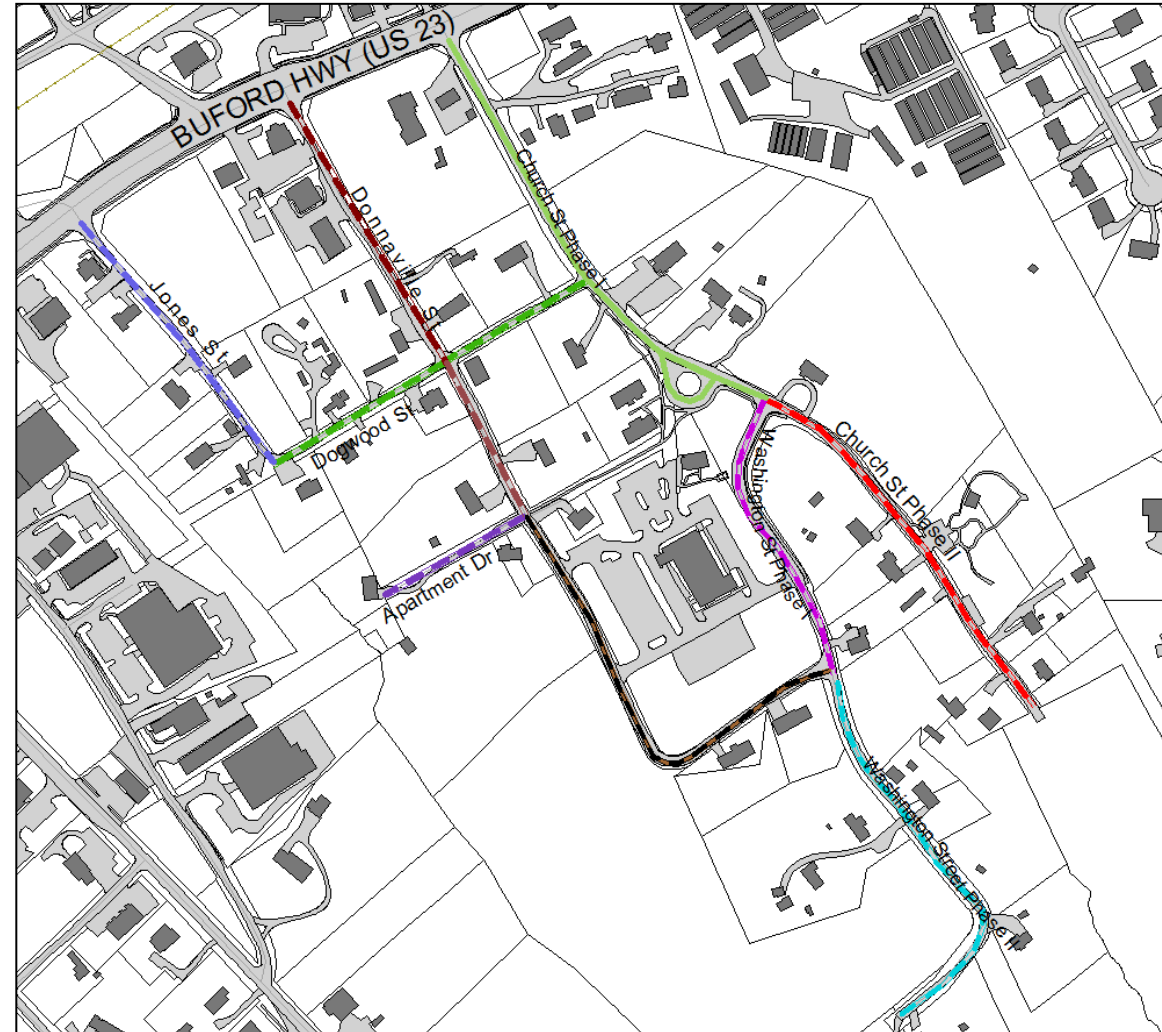 BUFORD HWY (US 23)
Church St Phase I
Donnaville St
Jones St
Dogwood St
Church St Phase II
Washington St Phase I
Apartment Dr
Washington Street Phase II